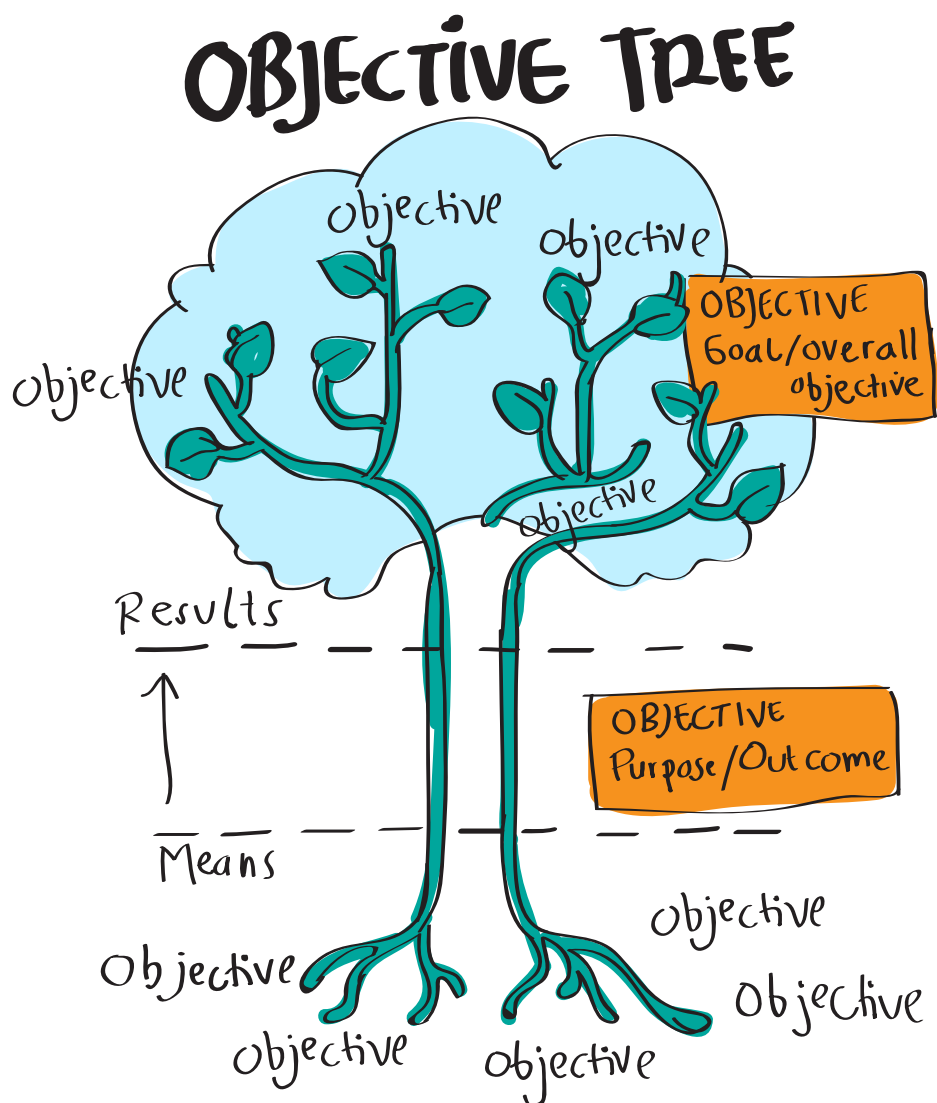 OBJECTIVE TREE
Objective
Objective
OBJECTIVE
Goal/overall
objective
Objective
Objective
Results
OBJECTIVE
Purpose/Outcome
Means
Objective
Objective
Objective
Objective
Objective